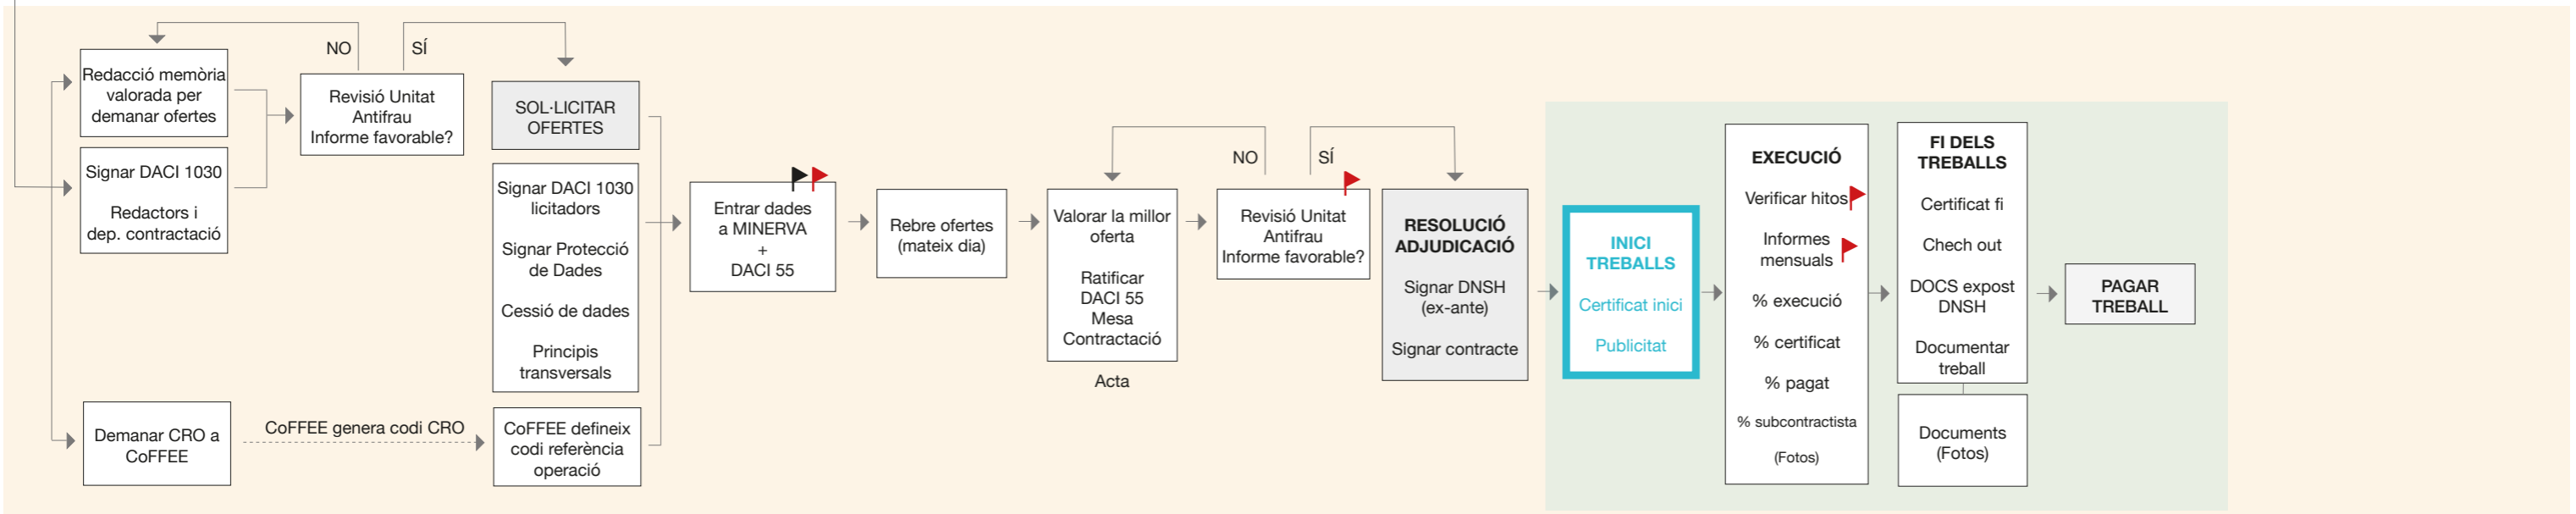 NO
SÍ
Redacció memòria
valorada per
demanar ofertes
Signar DACI 1030
Redactors i
dep. contractació
Revisió Unitat
Antifrau
Informe favorable?
SOL·LICITAR
OFERTES
Signar DACI 1030
licitadors
Signar Protecció
de Dades
Cessió de dades
Principis
transversals
Demanar CRO a
CoFFEE
CoFFEE genera codi CRO
CoFFEE defineix
codi referència
operació
Entrar dades
a MINERVA
+
DACI 55
Rebre ofertes
(mateix dia)
Valorar la millor
oferta
Ratificar
DACI 55
Mesa
Contractació
Acta
NO
SÍ
Revisió Unitat
Antifrau
Informe favorable?
RESOLUCIÓ
ADJUDICACIÓ
Signar DNSH
(ex-ante)
Signar contracte
INICI
TREBALLS
Certificat inici
Publicitat
EXECUCIÓ
Verificar hitos
Informes
mensuals
% execució
% certificat
% pagat
% subcontractista
(Fotos)
FI DELS
TREBALLS
Certificat fi
Chech out
DOCS expost
DNSH
Documentar
treball
Documents
(Fotos)
PAGAR
TREBALL